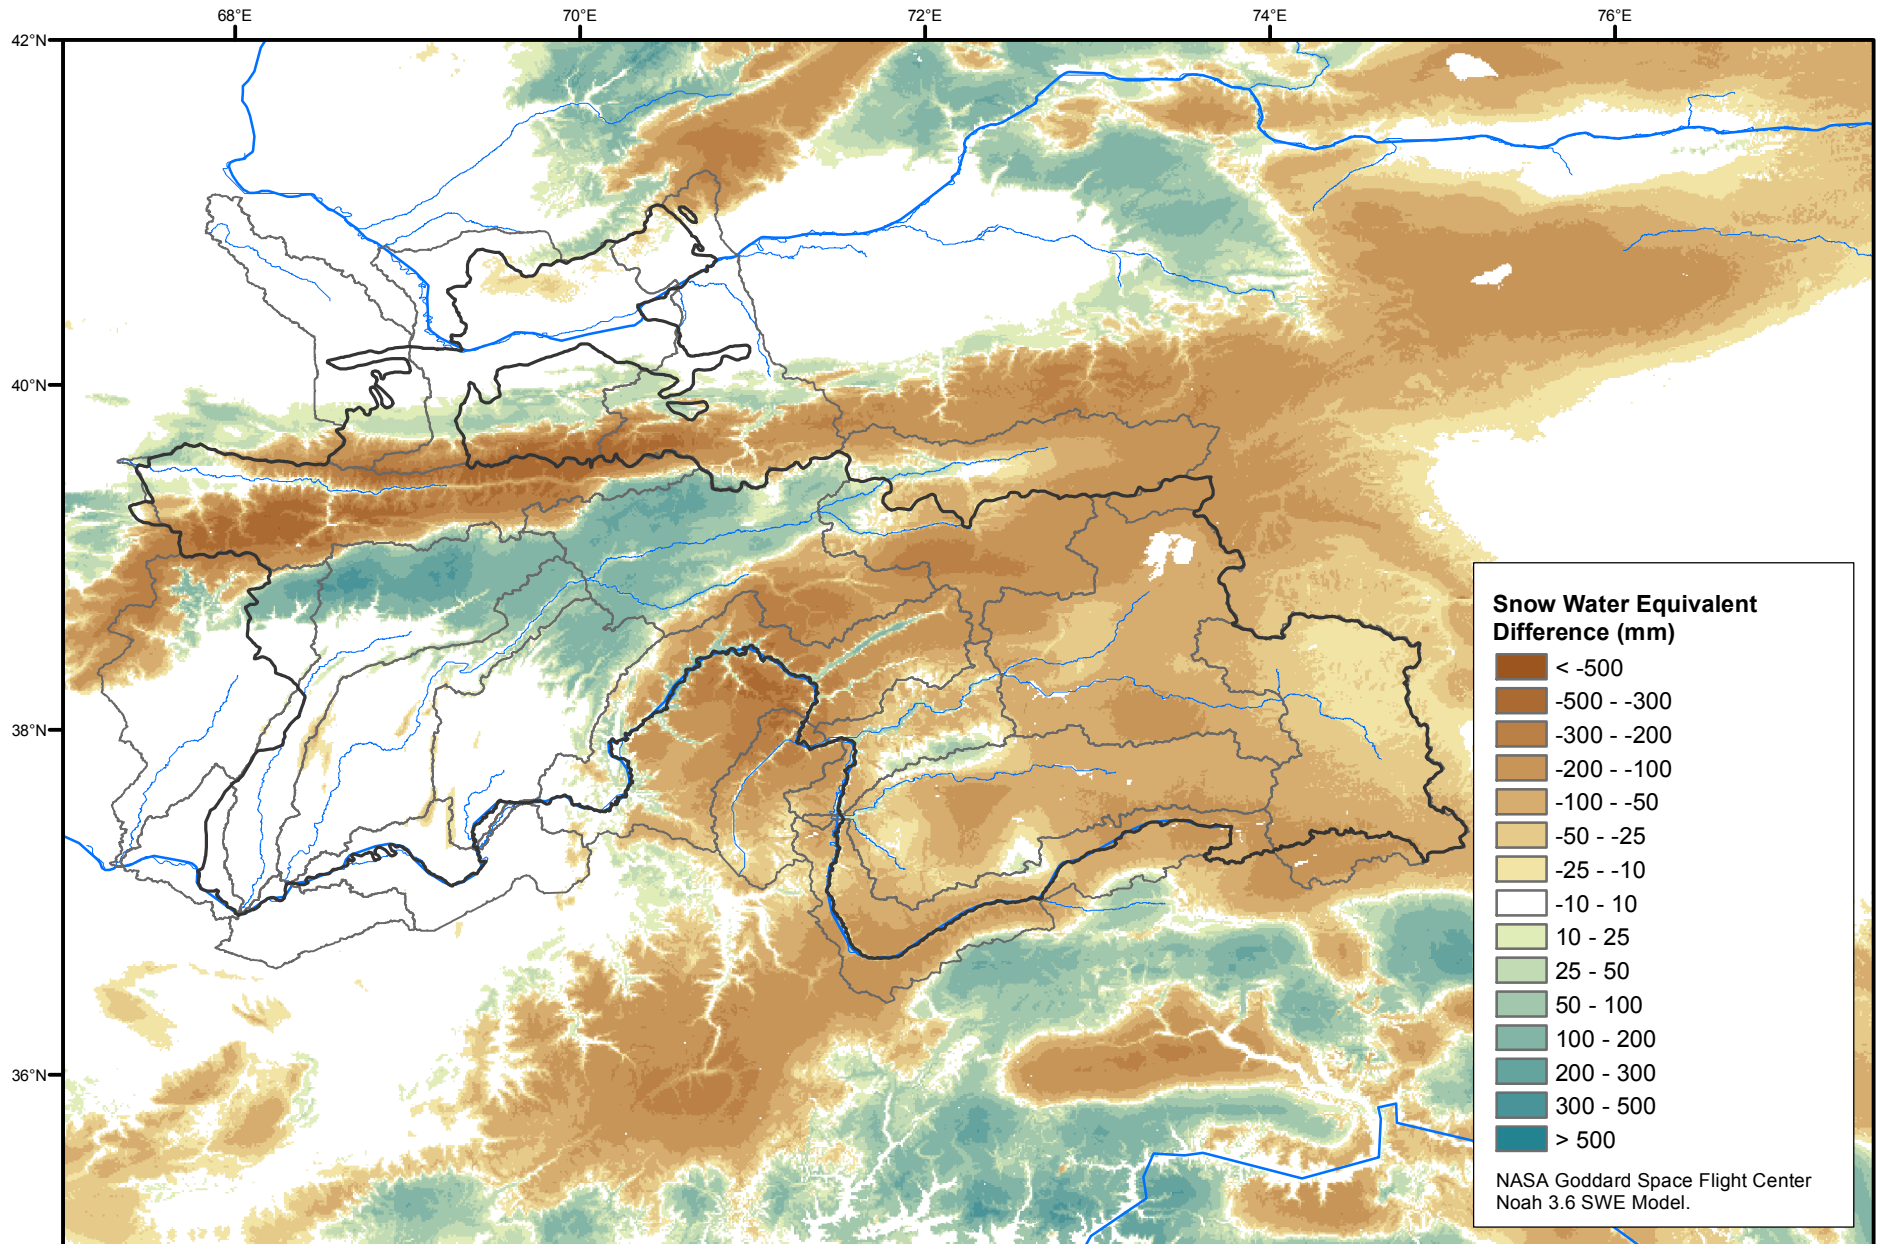 68°E
70°E
72°E
74°E
76°E
42°N
40°N
38°N
36°N
Snow Water Equivalent
Difference (mm)
< -500
-500 - -300
-300 - -200
-200 - -100
-100 - -50
-50 - -25
-25 - -10
-10 - 10
10 - 25
25 - 50
50 - 100
100 - 200
200 - 300
300 - 500
> 500
NASA Goddard Space Flight Center
Noah 3.6 SWE Model.